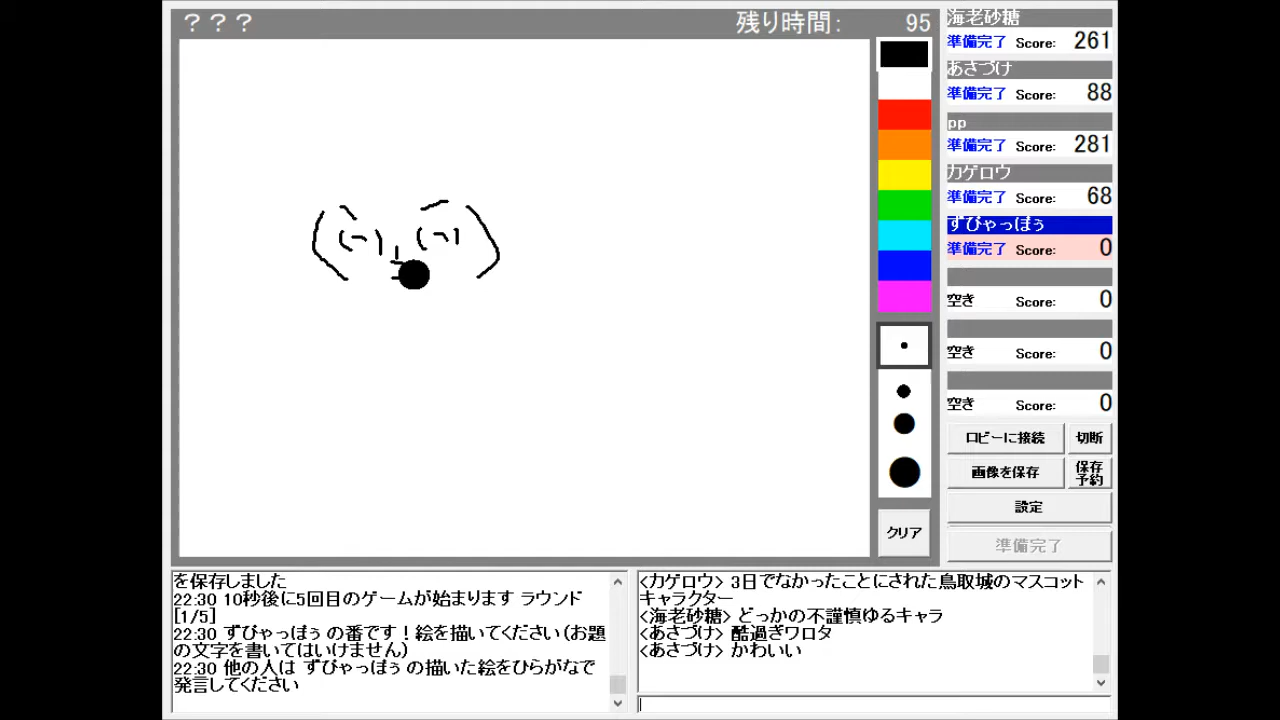 ？？？
残り時間: 95
海老砂糖
準備完了 Score: 261
あさづけ
準備完了 Score: 88
pp
準備完了 Score: 281
カゲロウ
準備完了 Score: 68
ずびゃっぽぅ
準備完了 Score: 0
空き Score: 0
空き Score: 0
空き Score: 0
ロビーに接続
切断
画像を保存
保存
予約
設定
準備完了
クリア
を保存しました
22:30 10秒後に5回目のゲームが始まります ラウンド
[1/5]
22:30 ずびゃっぽぅ の番です！絵を描いてください（お題
の文字を書いてはいけません）
22:30 他の人は ずびゃっぽぅ の描いた絵をひらがなで
発言してください
<カゲロウ> 3日でなかったことにされた鳥取城のマスコット
キャラクター
<海老砂糖> どっかの不謹慎ゆるキャラ
<あさづけ> 酷過ぎワロタ
<あさづけ> かわいい